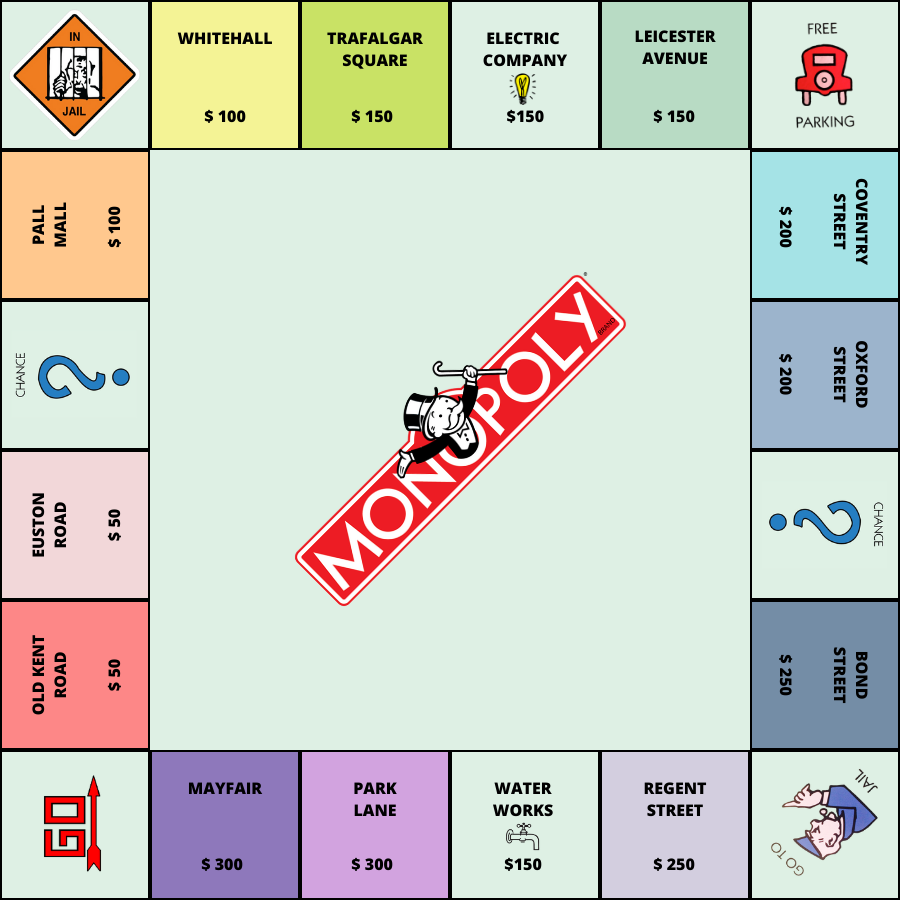 IN
JAIL
WHITEHALL
$ 100
TRAFALGAR
SQUARE
$ 150
ELECTRIC
COMPANY
$150
LEICESTER
AVENUE
$ 150
FREE
PARKING
COVENTRY
STREET
$ 200
OXFORD
STREET
$ 200
CHANCE
?
BOND
STREET
$ 250
GO TO
JAIL
REGENT
STREET
$ 250
WATER
WORKS
$150
PARK
LANE
$ 300
MAYFAIR
$ 300
GO
OLD KENT
ROAD
$ 50
EUSTON
ROAD
$ 50
CHANCE
?
PALL
MALL
$ 100
MONOPOLY
BRAND
®